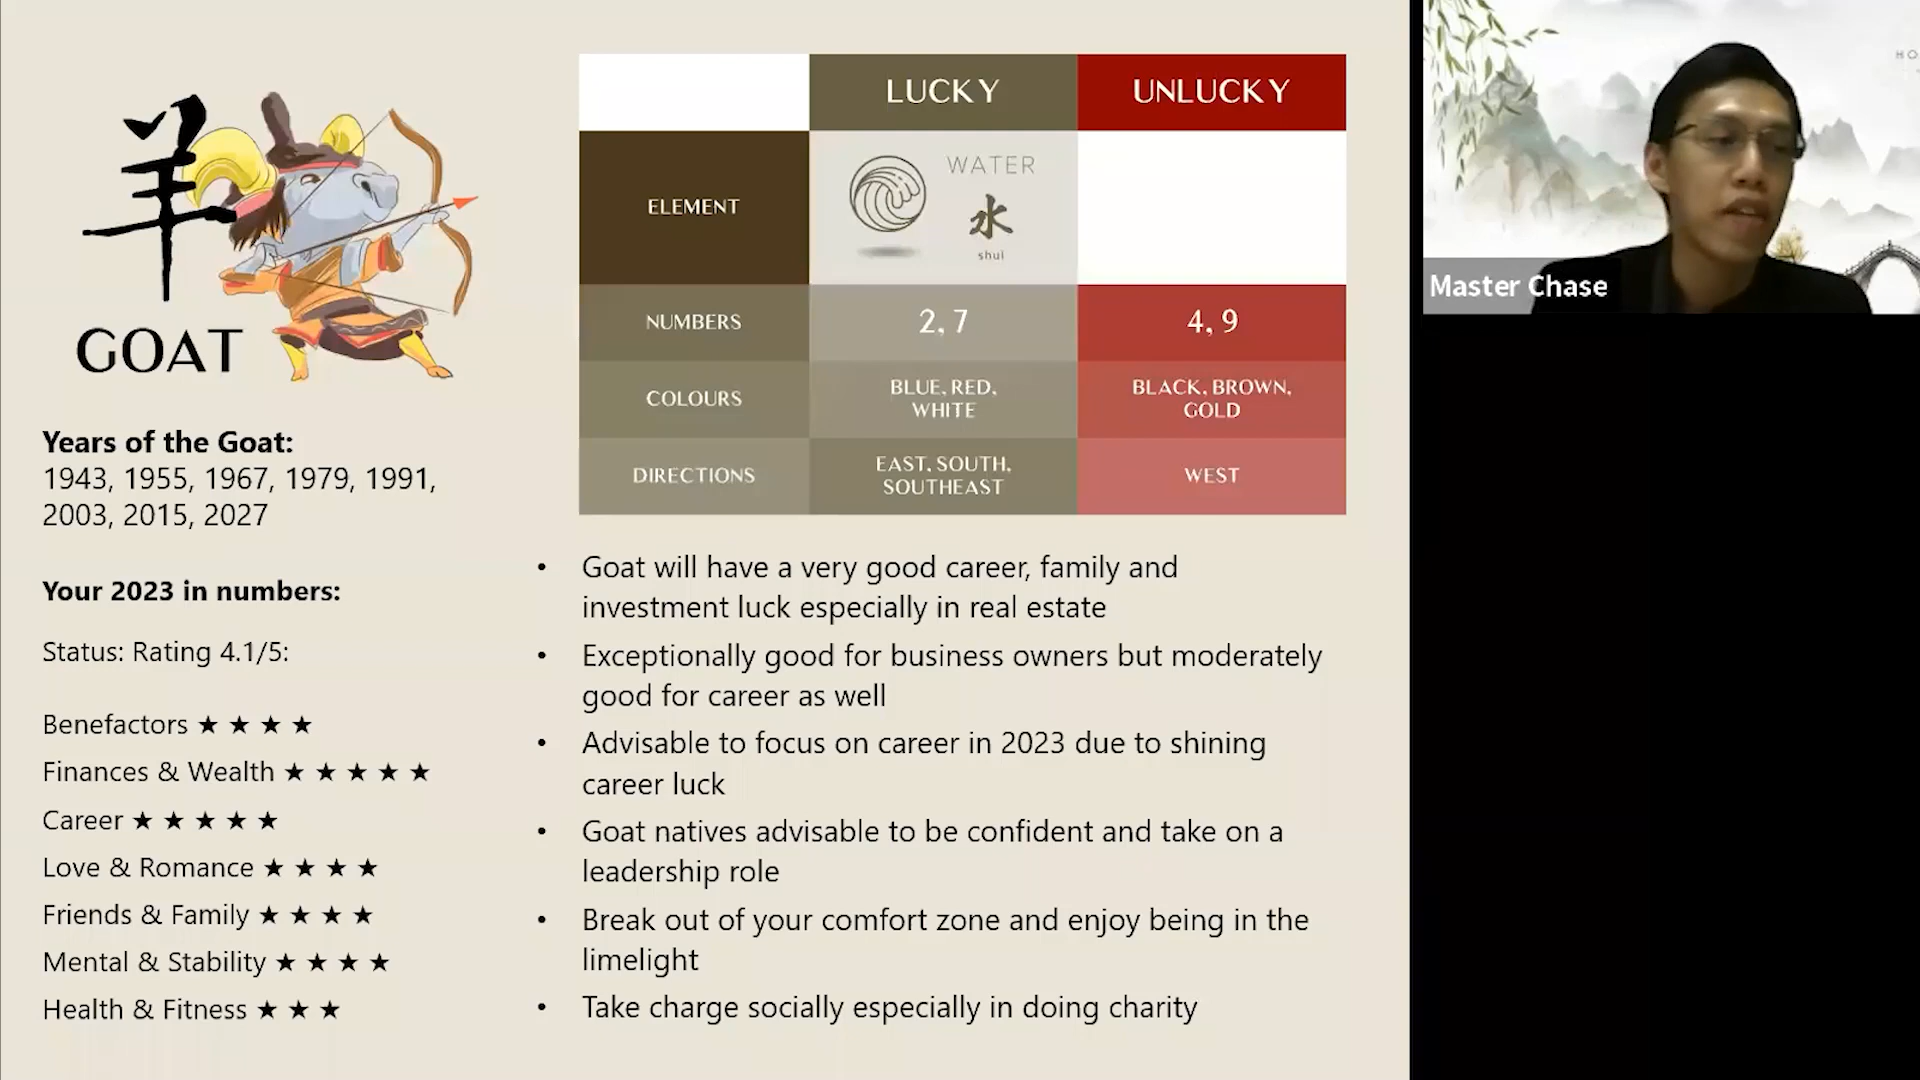 羊
GOAT
Years of the Goat:
1943, 1955, 1967, 1979, 1991,
2003, 2015, 2027
Your 2023 in numbers:
Status: Rating 4.1/5:
Benefactors ★ ★ ★ ★
Finances & Wealth ★ ★ ★ ★ ★
Career ★ ★ ★ ★ ★
Love & Romance ★ ★ ★ ★
Friends & Family ★ ★ ★ ★
Mental & Stability ★ ★ ★ ★
Health & Fitness ★ ★ ★
LUCKY UNLUCKY
ELEMENT
WATER
水
shui
NUMBERS 2, 7 4, 9
COLOURS
BLUE, RED,
WHITE
BLACK, BROWN,
GOLD
DIRECTIONS
EAST, SOUTH,
SOUTHEAST
WEST
• Goat will have a very good career, family and
investment luck especially in real estate
• Exceptionally good for business owners but moderately
good for career as well
• Advisable to focus on career in 2023 due to shining
career luck
• Goat natives advisable to be confident and take on a
leadership role
• Break out of your comfort zone and enjoy being in the
limelight
• Take charge socially especially in doing charity
HO
Master Chase